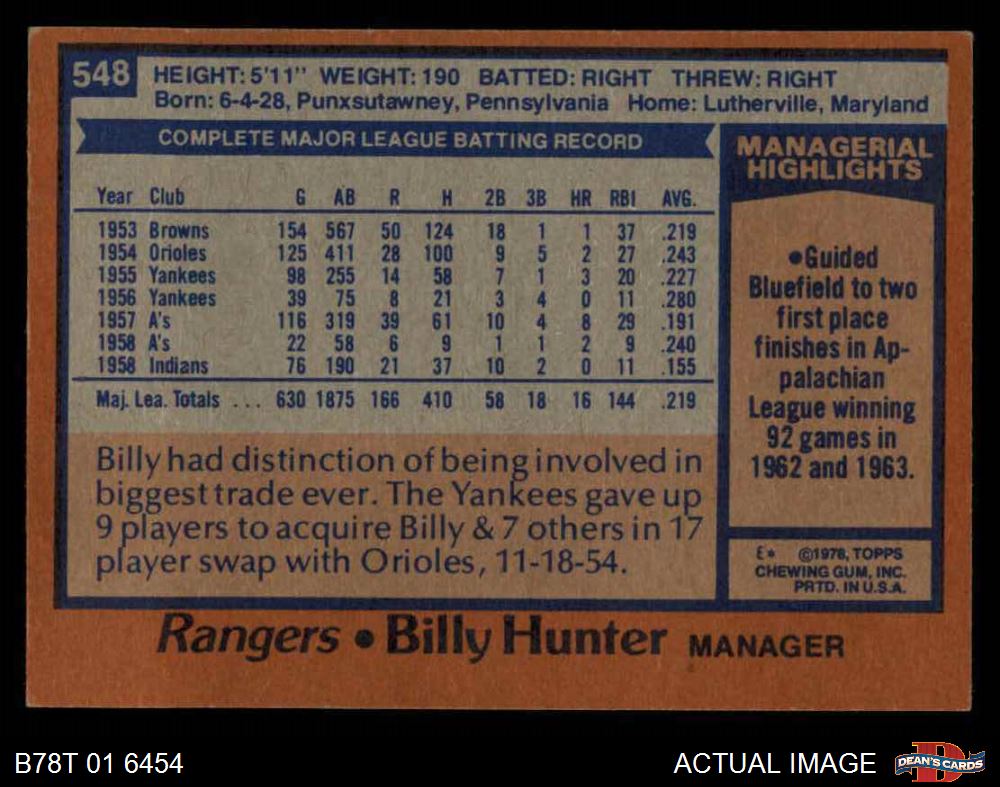 548
HEIGHT: 5'11" WEIGHT: 190 BATTED: RIGHT THREW: RIGHT
Born: 6-4-28, Punxsutawney, Pennsylvania Home: Lutherville, Maryland
COMPLETE MAJOR LEAGUE BATTING RECORD
Year Club G AB R H 2B 3B HR RBI AVG.
1953 Browns 154 567 50 124 18 1 1 37 .219
1954 Orioles 125 411 28 100 9 5 2 27 .243
1955 Yankees 98 255 14 58 7 1 3 20 .227
1956 Yankees 39 75 8 21 3 4 0 11 .280
1957 A's 116 319 39 61 10 4 8 29 .191
1958 A's 22 58 6 9 1 1 2 9 .240
1958 Indians 76 190 21 37 10 2 0 11 .155
Maj. Lea. Totals ... 630 1875 166 410 58 18 16 144 .219
Billy had distinction of being involved in
biggest trade ever. The Yankees gave up
9 players to acquire Billy & 7 others in 17
player swap with Orioles, 11-18-54.
MANAGERIAL
HIGHLIGHTS
•Guided
Bluefield to two
first place
finishes in Ap-
palachian
League winning
92 games in
1962 and 1963.
E* ©1978, TOPPS
CHEWING GUM, INC.
PRTD. IN U.S.A.
Rangers • Billy Hunter MANAGER
B78T 01 6454
ACTUAL IMAGE
DEAN'S CARDS